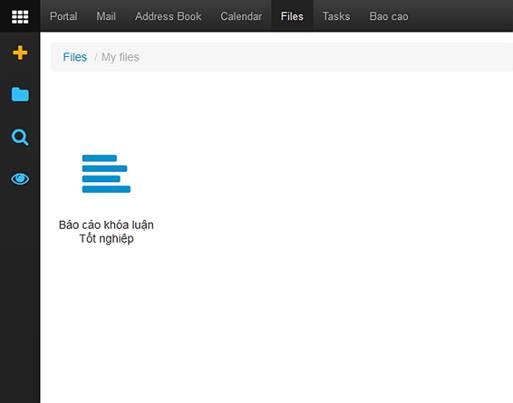 Portal Mail Address Book Calendar Files Tasks Bao cao
Files / My files
Báo cáo khóa luận
Tốt nghiệp